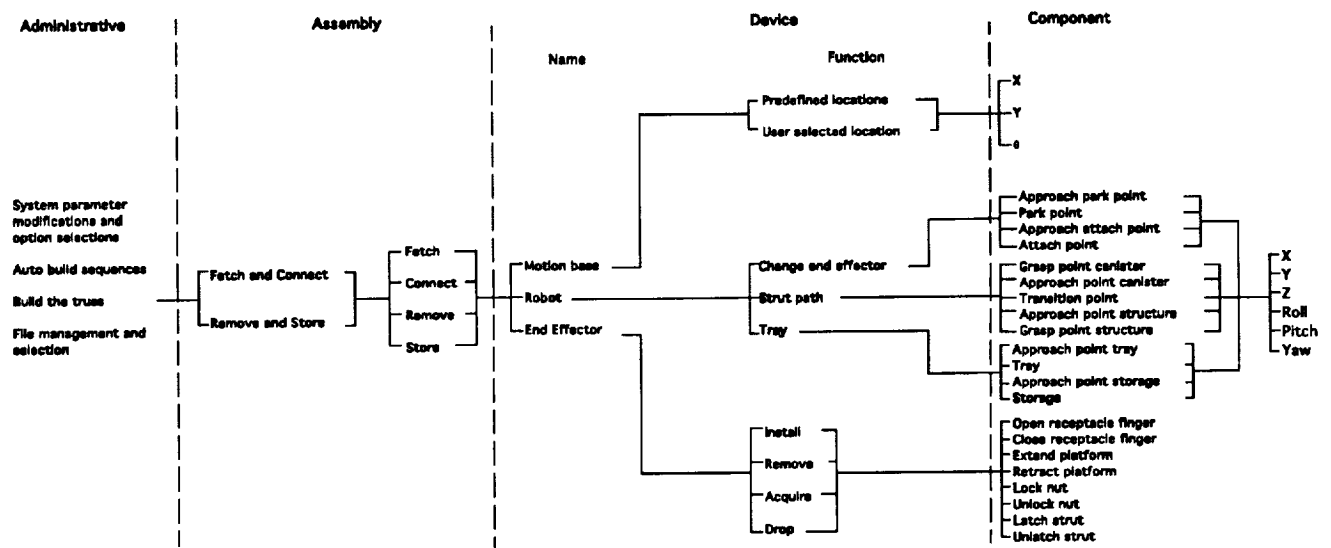 Administrative
Assembly
Device
Component
Name
Function
System parameter
modifications and
option selections
Auto build sequences
Build the truss
File management and
selection
Fetch and Connect
Remove and Store
Fetch
Connect
Remove
Store
Motion base
Robot
End Effector
Predefined locations
User selected location
Change end effector
Strut path
Tray
Install
Remove
Acquire
Drop
X
Y
Approach park point
Park point
Approach attach point
Attach point
Grasp point canister
Approach point canister
Transition point
Approach point structure
Grasp point structure
Approach point tray
Tray
Approach point storage
Storage
Open receptacle finger
Close receptacle finger
Extend platform
Retract platform
Lock nut
Unlock nut
Latch strut
Unlatch strut
X
Y
Z
Roll
Pitch
Yaw